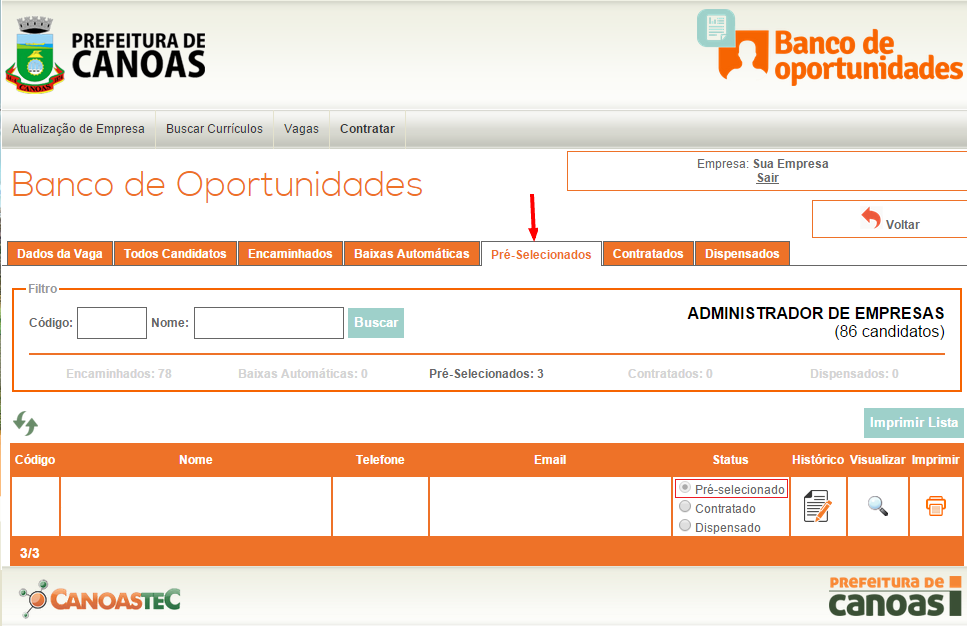 PREFEITURA DE
CANOAS
Banco de
oportunidades
Atualização de Empresa Buscar Currículos Vagas Contratar
Empresa: Sua Empresa
Sair
Banco de Oportunidades
Voltar
Dados da Vaga Todos Candidatos Encaminhados Baixas Automáticas Pré-Selecionados Contratados Dispensados
Filtro
Código: Nome: Buscar
ADMINISTRADOR DE EMPRESAS
(86 candidatos)
Encaminhados: 78 Baixas Automáticas: 0 Pré-Selecionados: 3 Contratados: 0 Dispensados: 0
Imprimir Lista
Código Nome Telefone Email Status Histórico Visualizar Imprimir
Pré-selecionado
Contratado
Dispensado
3/3
CANOASTEC
PREFEITURA DE
canoas